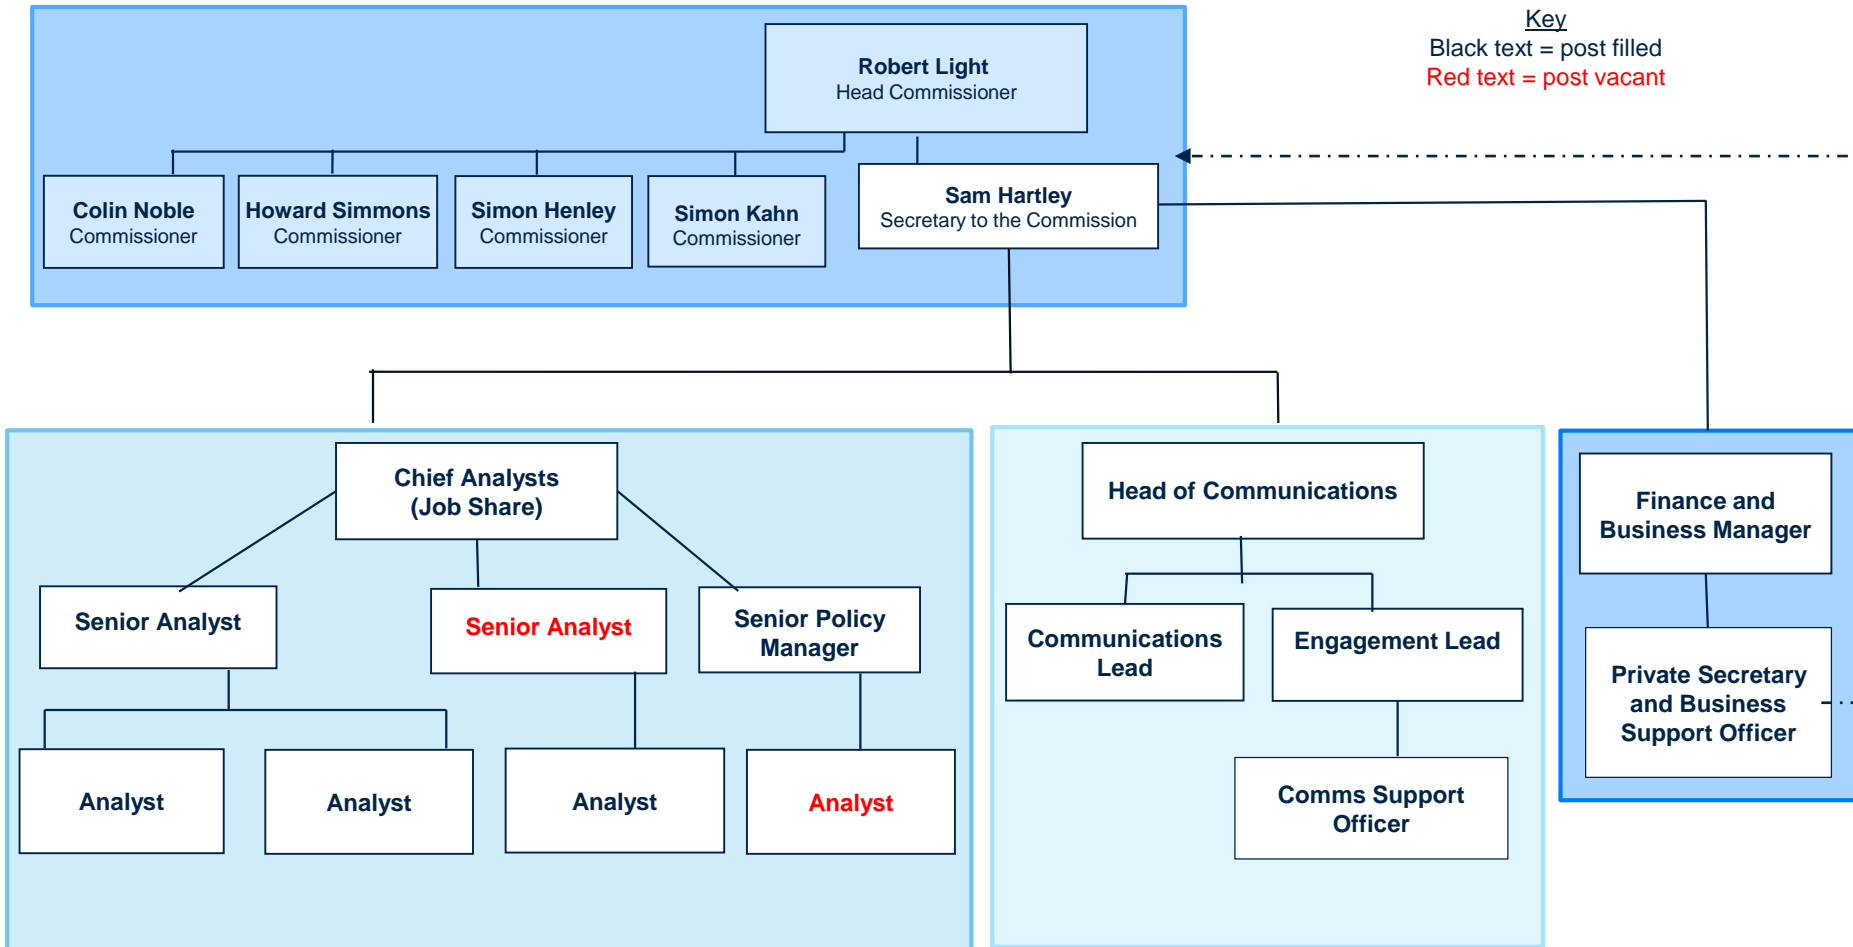 Key
Black text = post filled
Red text = post vacant
Robert Light
Head Commissioner
Colin Noble
Commissioner
Howard Simmons
Commissioner
Simon Henley
Commissioner
Simon Kahn
Commissioner
Sam Hartley
Secretary to the Commission
Chief Analysts
(Job Share)
Senior Analyst
Senior Analyst
Senior Policy
Manager
Analyst
Analyst
Analyst
Analyst
Head of Communications
Communications
Lead
Engagement Lead
Comms Support
Officer
Finance and
Business Manager
Private Secretary
and Business
Support Officer